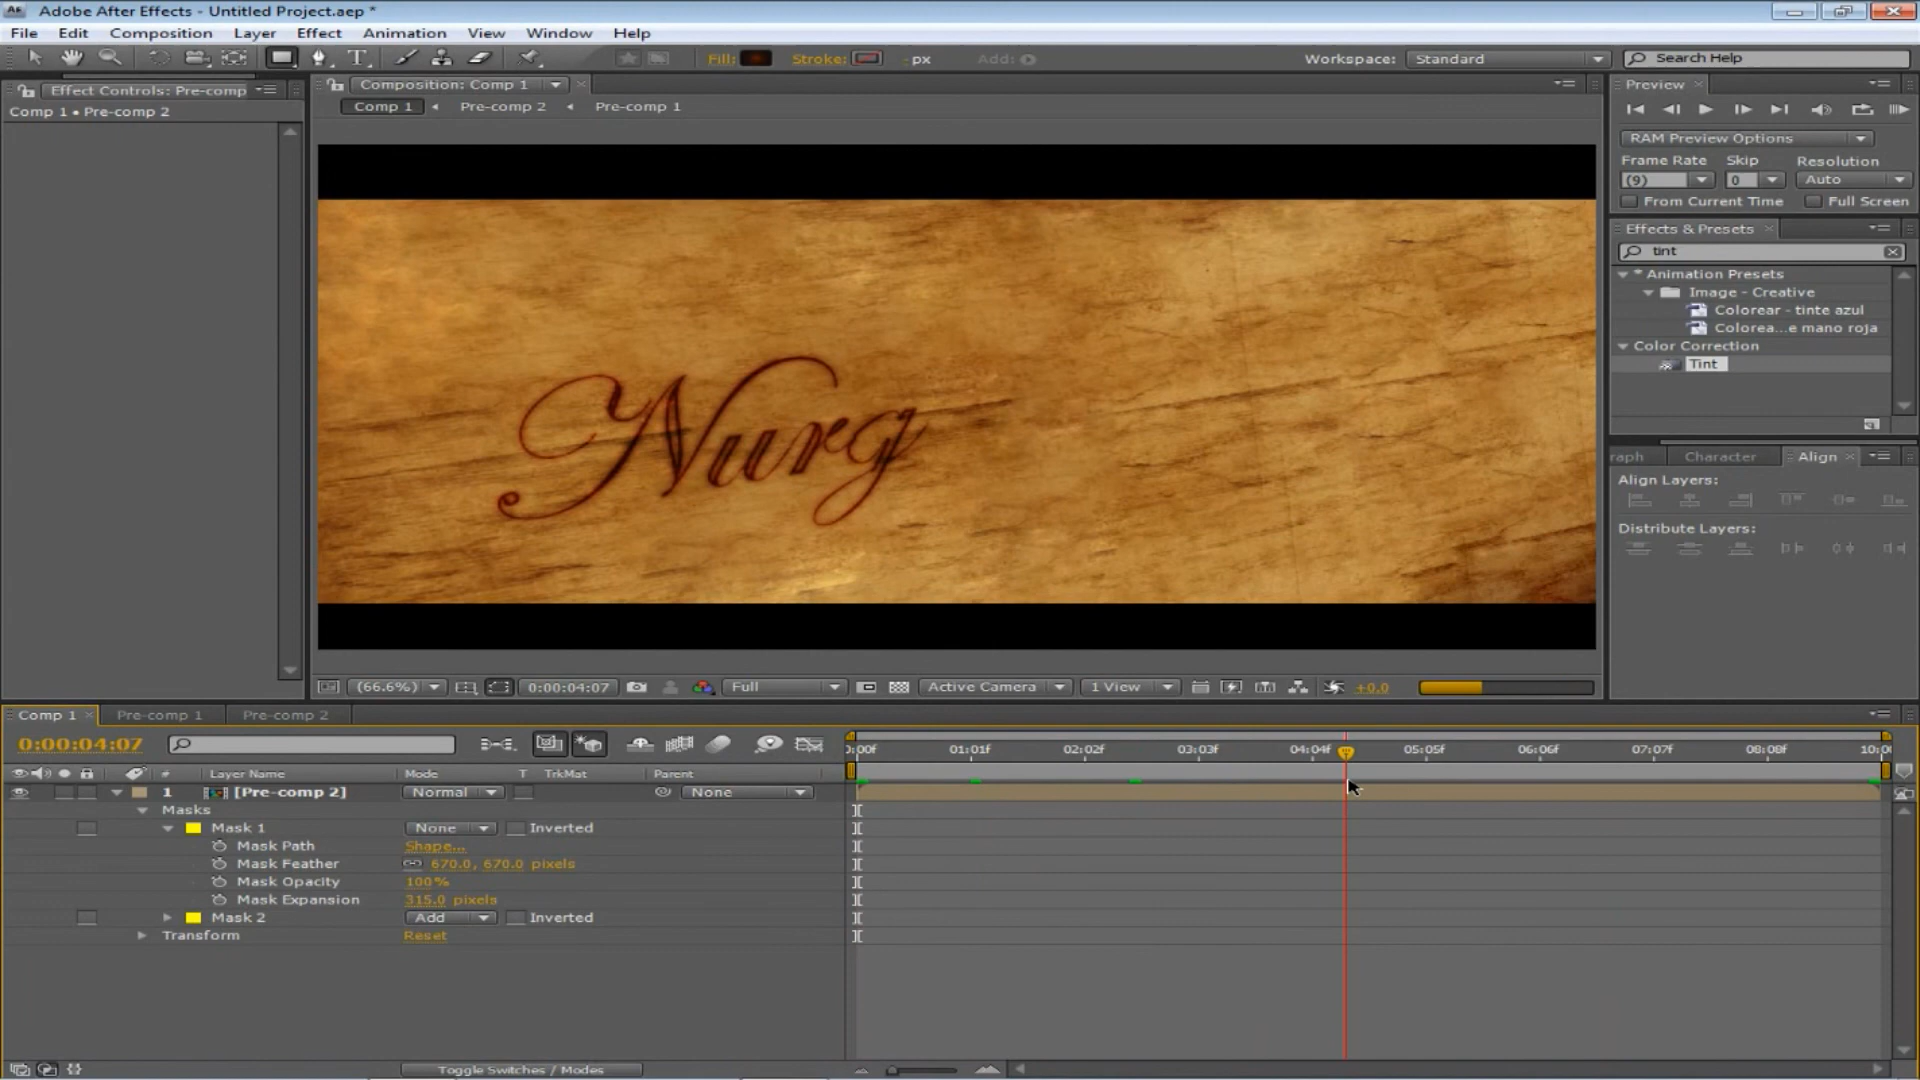 Adobe After Effects - Untitled Project.aep *
File Edit Composition Layer Effect Animation View Window Help
Fill: Stroke: - px Add: Workspace: Standard Search Help
Effect Controls: Pre-comp
Comp 1 • Pre-comp 2
Composition: Comp 1
Comp 1 Pre-comp 2 Pre-comp 1
Nurg
(66.6%) 0:00:04:07 Full Active Camera 1 View +0.0
Preview
RAM Preview Options
Frame Rate Skip Resolution
(9) 0 Auto
From Current Time Full Screen
Effects & Presets
tint
* Animation Presets
Image - Creative
Colorear - tinte azul
Colorea...e mano roja
Color Correction
Tint
raph Character Align
Align Layers:
Distribute Layers:
Comp 1 Pre-comp 1 Pre-comp 2
0:00:04:07
):00f 01:01f 02:02f 03:03f 04:04f 05:05f 06:06f 07:07f 08:08f 10:0
# Layer Name Mode T TrkMat Parent
1 [Pre-comp 2] Normal None
Masks
Mask 1 None Inverted
Mask Path Shape...
Mask Feather 670.0, 670.0 pixels
Mask Opacity 100%
Mask Expansion 315.0 pixels
Mask 2 Add Inverted
Transform Reset
Toggle Switches / Modes